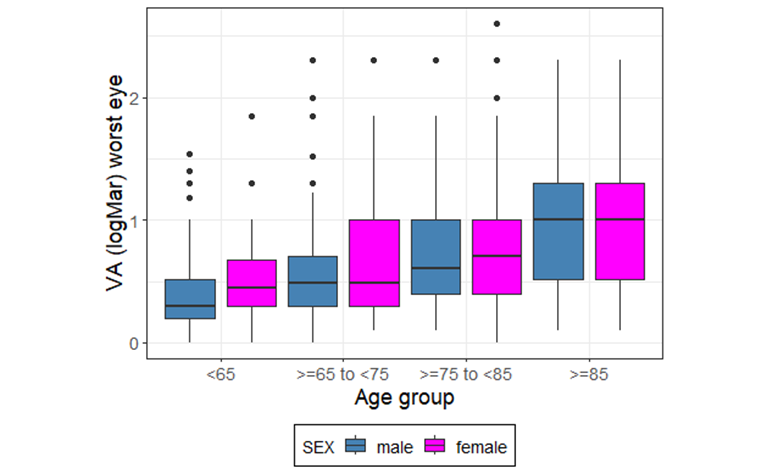 VA (logMar) worst eye
2
1
0
<65 >=65 to <75 >=75 to <85 >=85
Age group
SEX male female